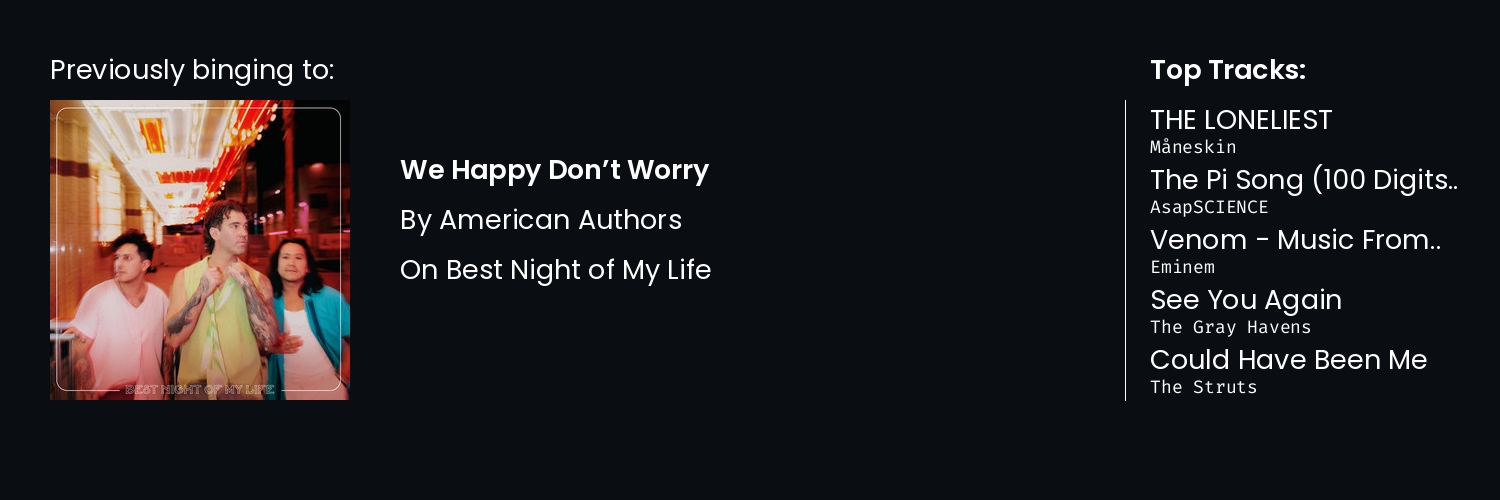 Previously binging to:
BEST NIGHT OF MY LIFE
We Happy Don’t Worry
By American Authors
On Best Night of My Life
Top Tracks:
THE LONELIEST
Måneskin
The Pi Song (100 Digits..
AsapSCIENCE
Venom - Music From..
Eminem
See You Again
The Gray Havens
Could Have Been Me
The Struts